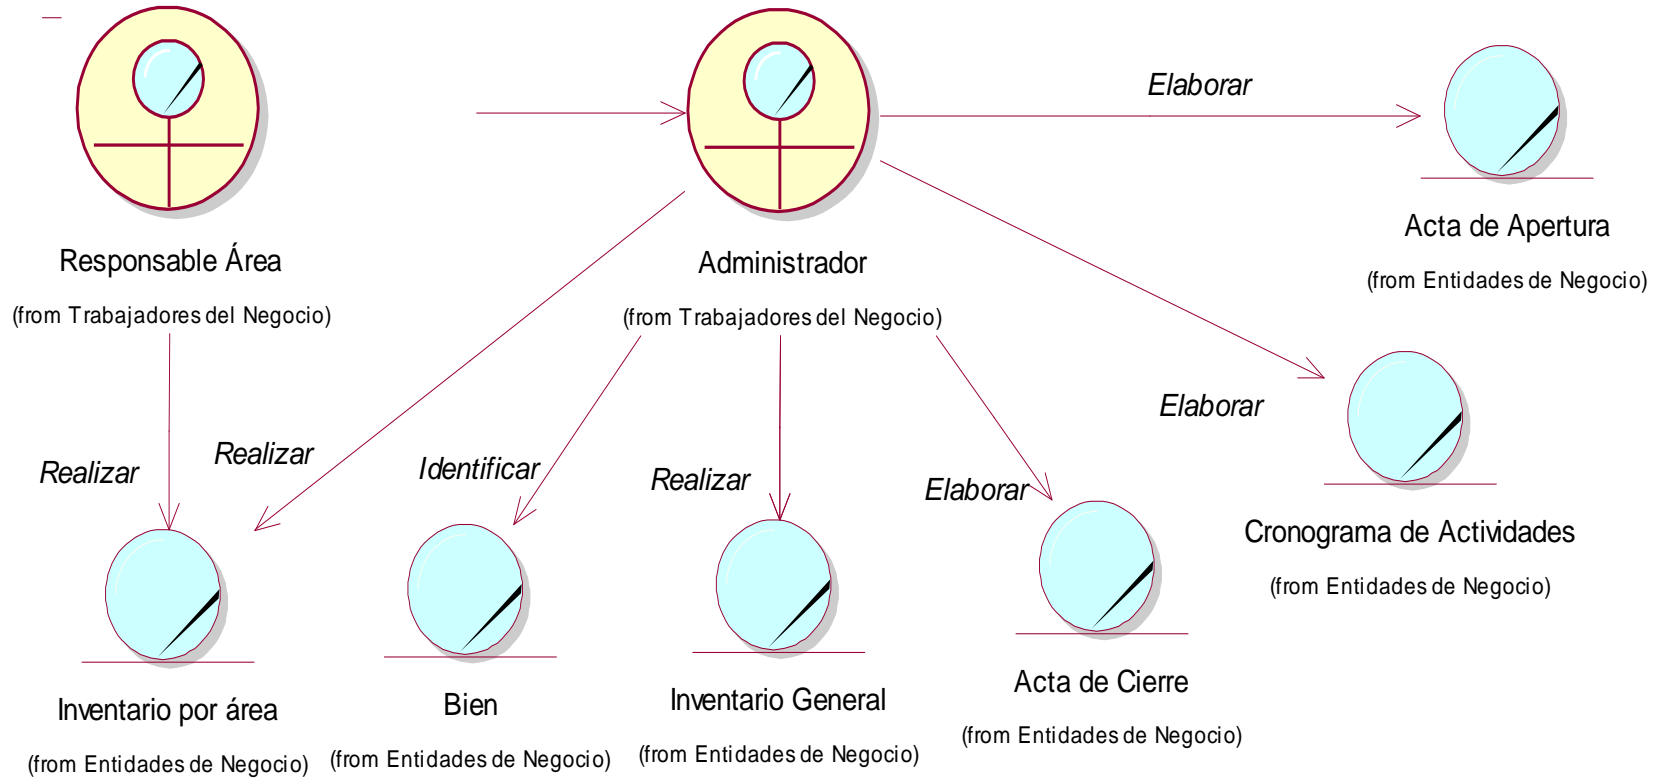 Elaborar
Acta de Apertura
(from Entidades de Negocio)
Responsable Área
(from Trabajadores del Negocio)
Administrador
(from Trabajadores del Negocio)
Elaborar
Realizar
Realizar
Identificar
Realizar
Elaborar
Cronograma de Actividades
(from Entidades de Negocio)
Inventario por área
(from Entidades de Negocio)
Bien
(from Entidades de Negocio)
Inventario General
(from Entidades de Negocio)
Acta de Cierre
(from Entidades de Negocio)